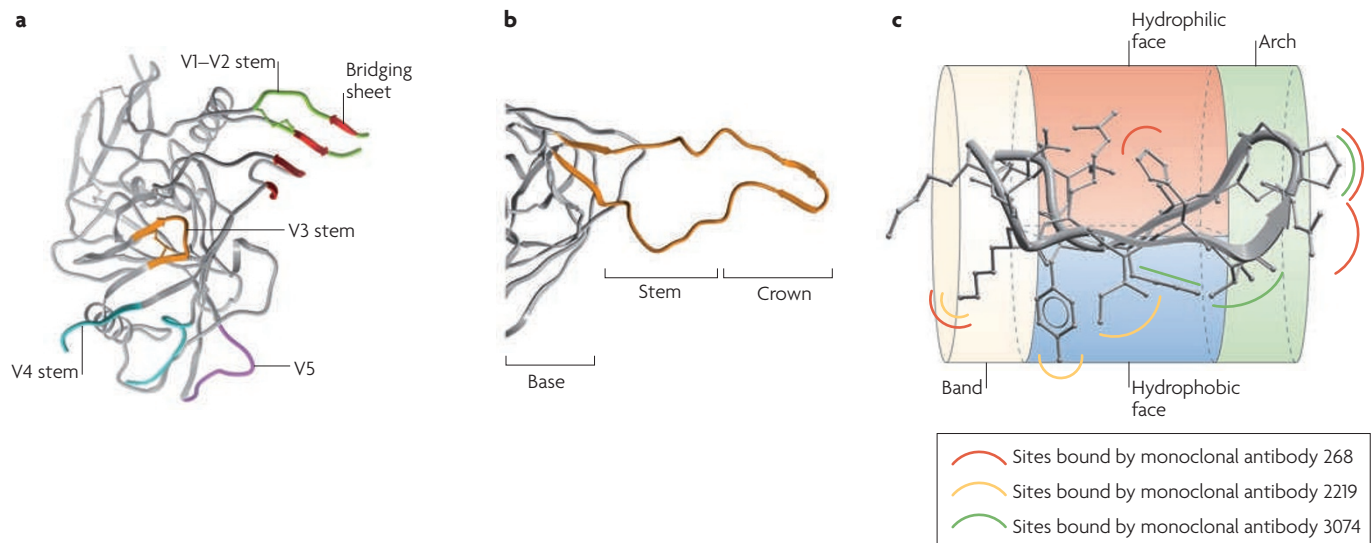 a
V1–V2 stem
Bridging
sheet
V3 stem
V4 stem
V5
b
Stem
Crown
Base
c
Hydrophilic
face
Arch
Band
Hydrophobic
face
Sites bound by monoclonal antibody 268
Sites bound by monoclonal antibody 2219
Sites bound by monoclonal antibody 3074